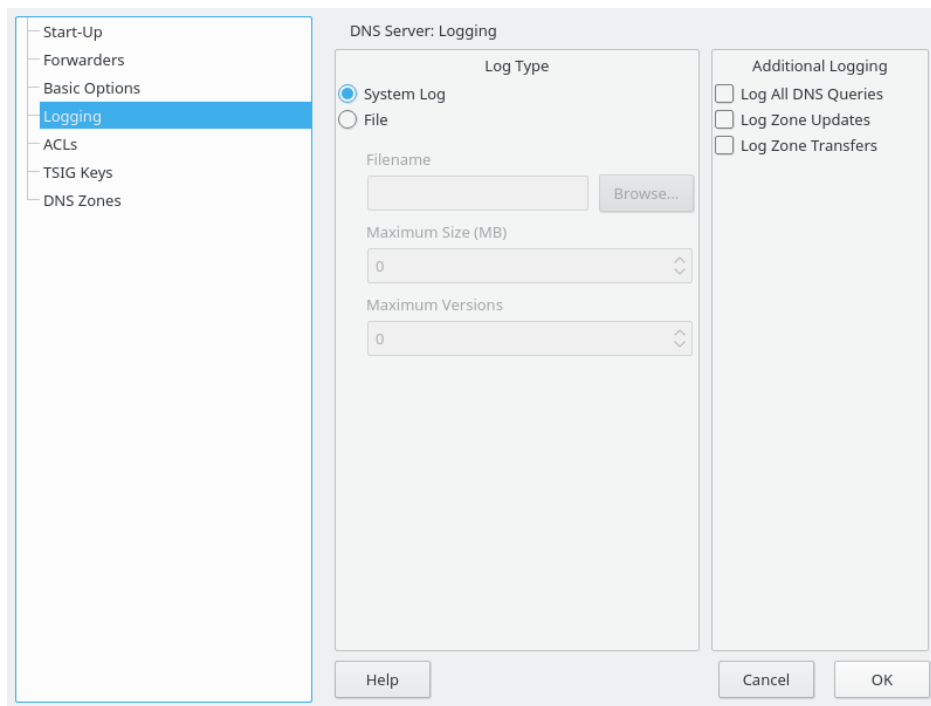 Start-Up
Forwarders
Basic Options
Logging
ACLs
TSIG Keys
DNS Zones
DNS Server: Logging
Log Type
System Log
File
Filename
Browse...
Maximum Size (MB)
0
Maximum Versions
0
Additional Logging
Log All DNS Queries
Log Zone Updates
Log Zone Transfers
Help
Cancel
OK